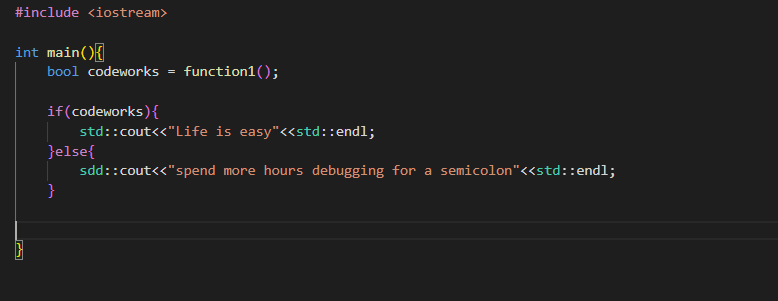 #include <iostream>
int main(){
bool codeworks = function1();
if(codeworks){
std::cout<<"Life is easy"<<std::endl;
}else{
sdd::cout<<"spend more hours debugging for a semicolon"<<std::endl;
}
}